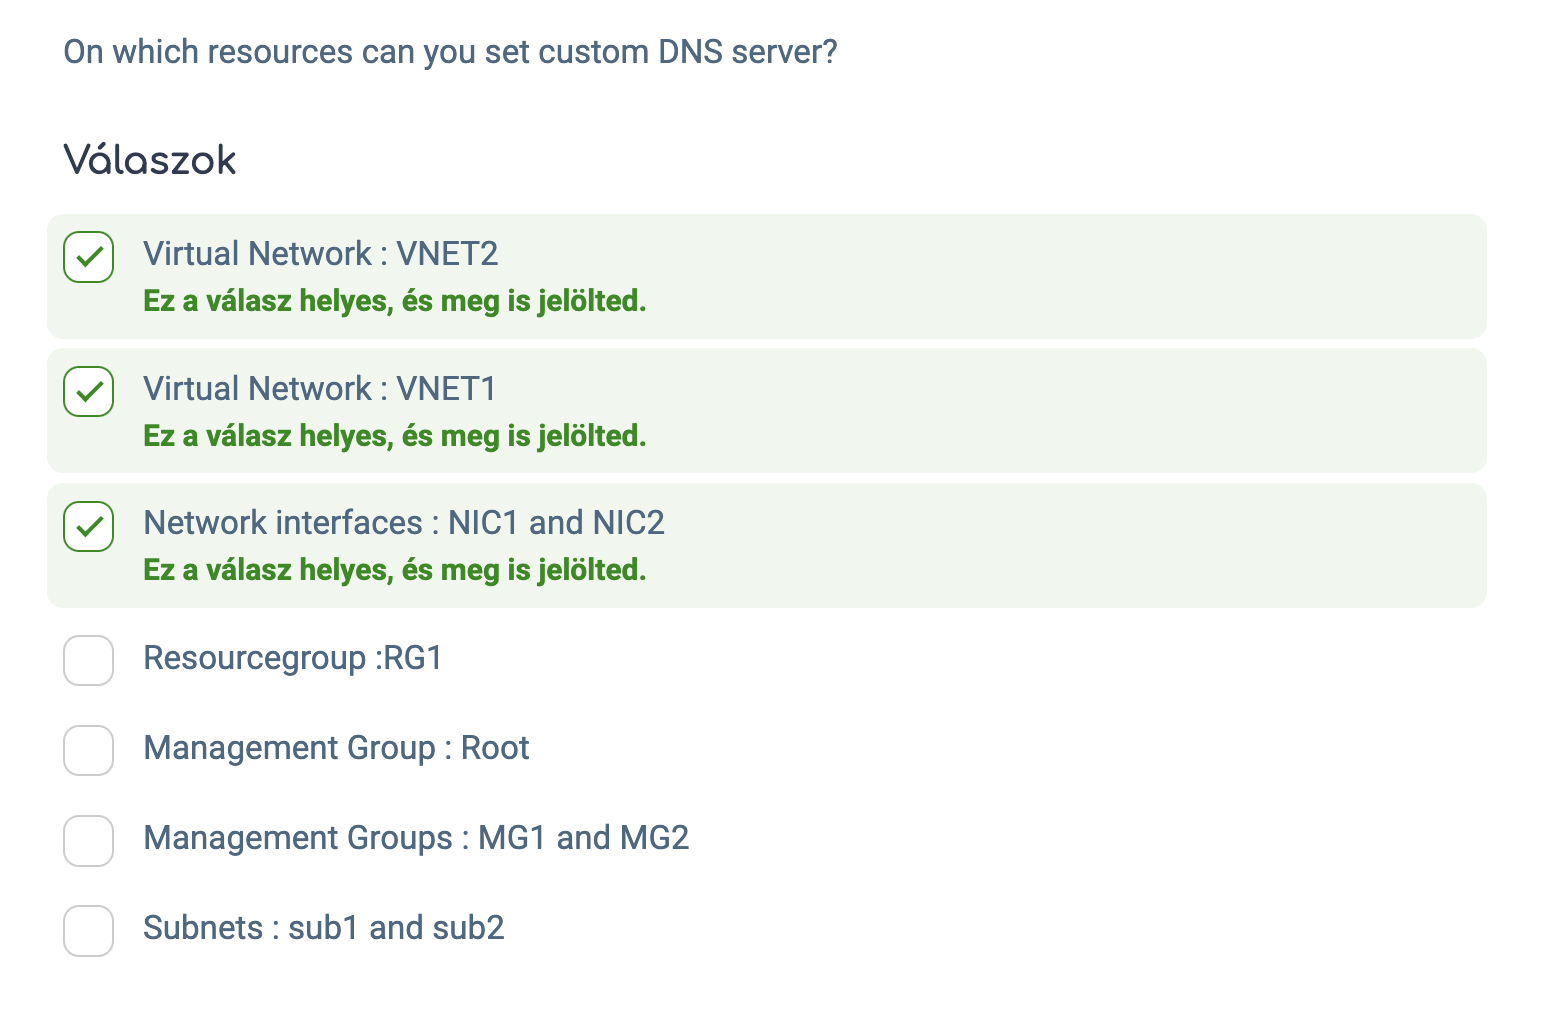 On which resources can you set custom DNS server?
Válaszok
Virtual Network : VNET2
Ez a válasz helyes, és meg is jelölted.
Virtual Network : VNET1
Ez a válasz helyes, és meg is jelölted.
Network interfaces : NIC1 and NIC2
Ez a válasz helyes, és meg is jelölted.
Resourcegroup :RG1
Management Group : Root
Management Groups : MG1 and MG2
Subnets : sub1 and sub2